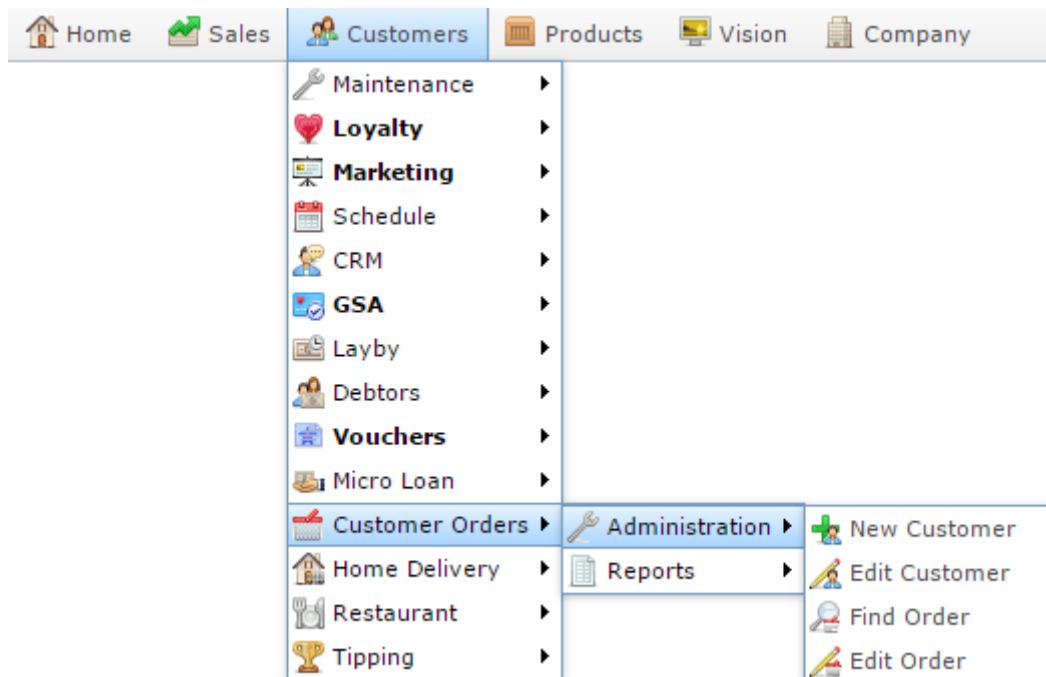 Home Sales Customers Products Vision Company
Maintenance
Loyalty
Marketing
Schedule
CRM
GSA
Layby
Debtors
Vouchers
Micro Loan
Customer Orders Administration New Customer
Home Delivery Reports Edit Customer
Restaurant Find Order
Tipping Edit Order